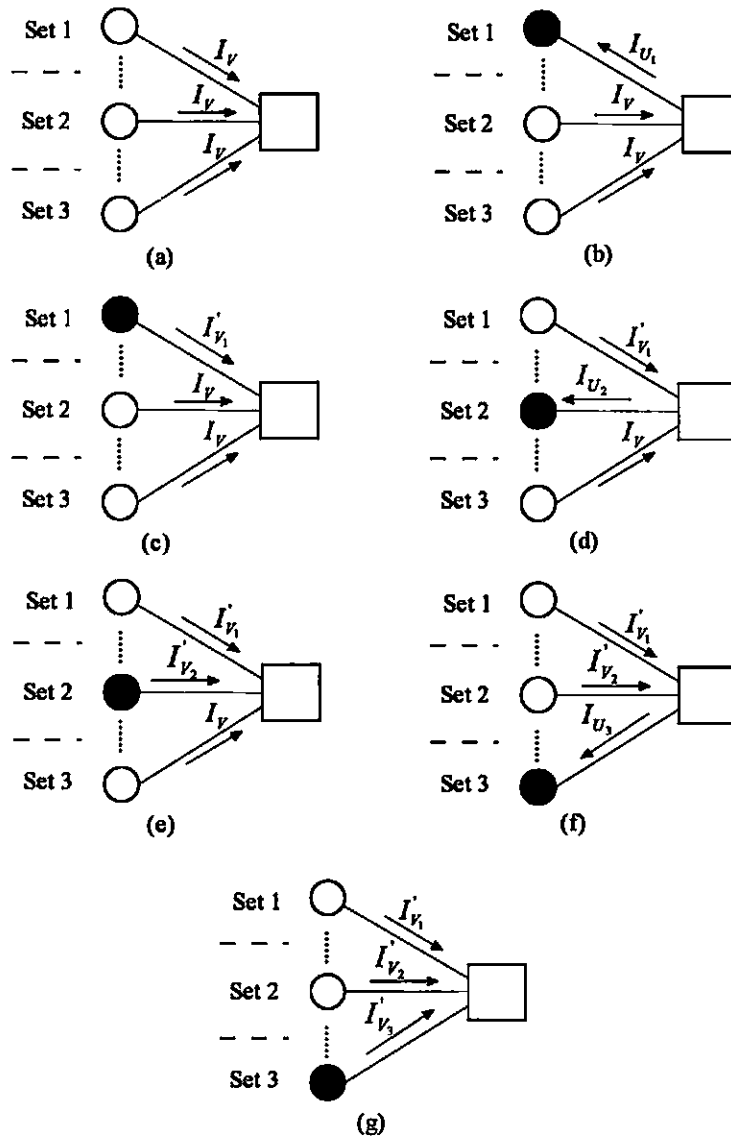 Set 1
I_V
Set 2
I_V
Set 3
I_V
(a)
Set 1
I_{U_1}
Set 2
I_V
Set 3
I_V
(b)
Set 1
I'_{V_1}
Set 2
I_V
Set 3
I_V
(c)
Set 1
I'_{V_1}
Set 2
I_{U_2}
Set 3
I_V
(d)
Set 1
I'_{V_1}
Set 2
I'_{V_2}
Set 3
I_V
(e)
Set 1
I'_{V_1}
Set 2
I'_{V_2}
Set 3
I_{U_3}
(f)
Set 1
I'_{V_1}
Set 2
I'_{V_2}
Set 3
I'_{V_3}
(g)